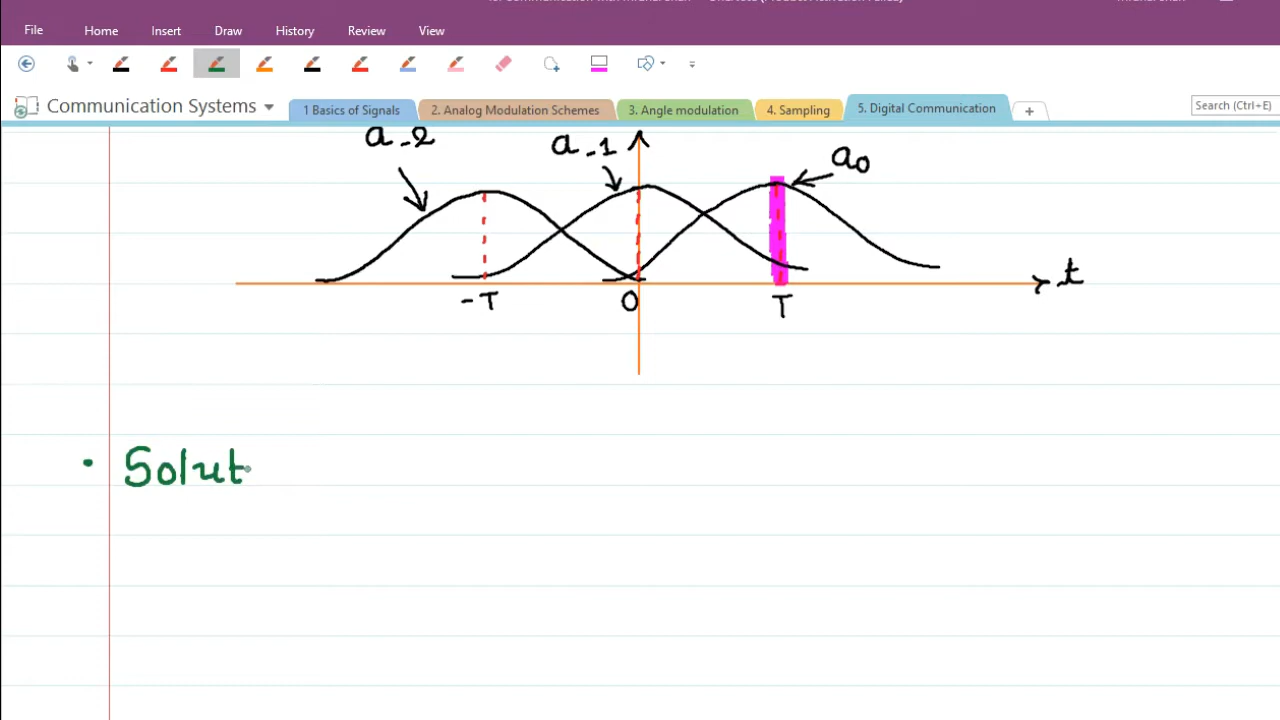 File Home Insert Draw History Review View
Communication Systems 1 Basics of Signals 2. Analog Modulation Schemes 3. Angle modulation 4. Sampling 5. Digital Communication + Search (Ctrl+E)
a-2 a-1 a0
t
-T 0 T
• Solut